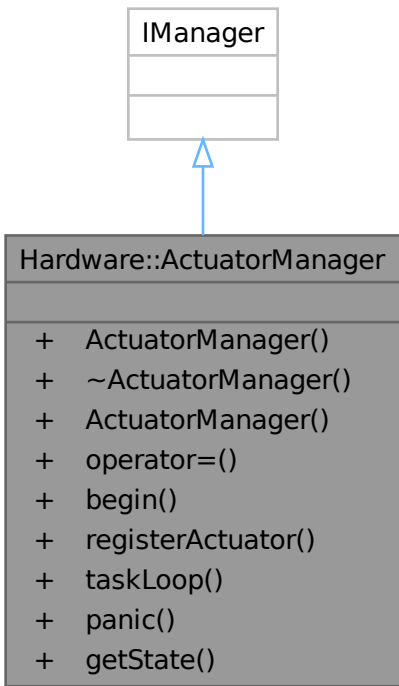 IManager
Hardware::ActuatorManager
+ ActuatorManager()
+ ~ActuatorManager()
+ ActuatorManager()
+ operator=()
+ begin()
+ registerActuator()
+ taskLoop()
+ panic()
+ getState()